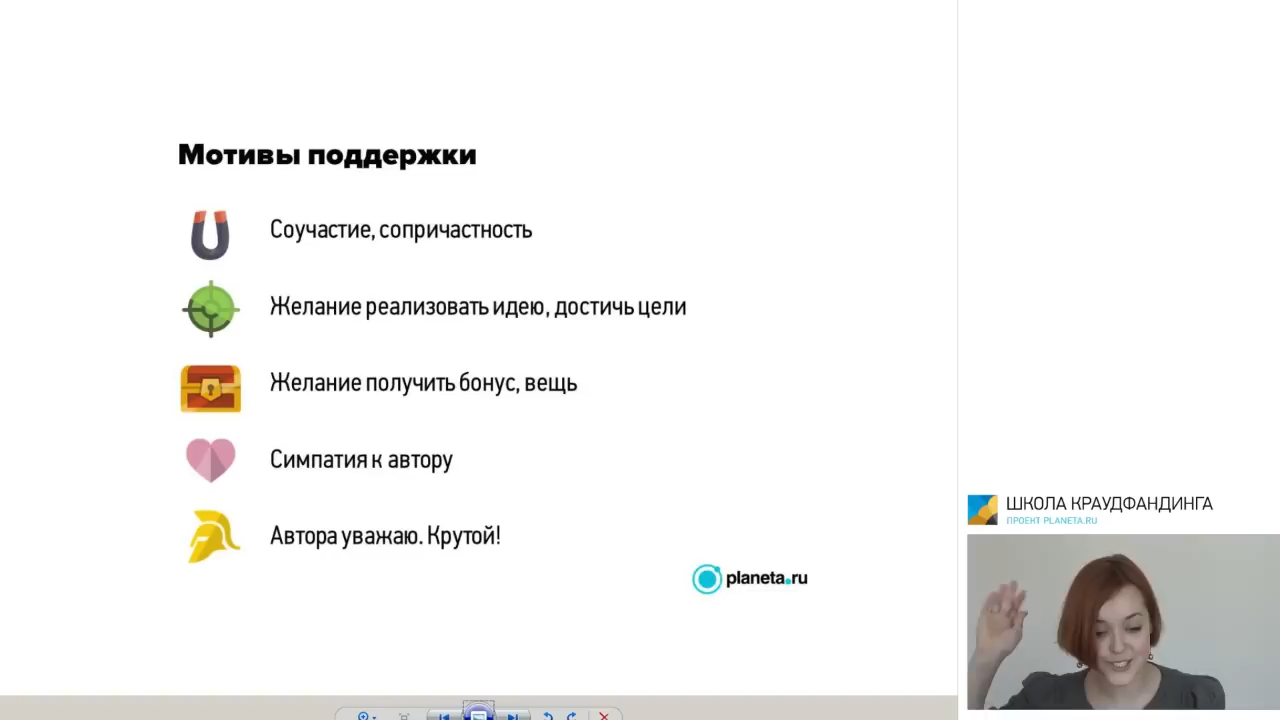 Мотивы поддержки
Соучастие, сопричастность
Желание реализовать идею, достичь цели
Желание получить бонус, вещь
Симпатия к автору
Автора уважаю. Крутой!
planeta.ru
ШКОЛА КРАУДФАНДИНГА
ПРОЕКТ PLANETA.RU